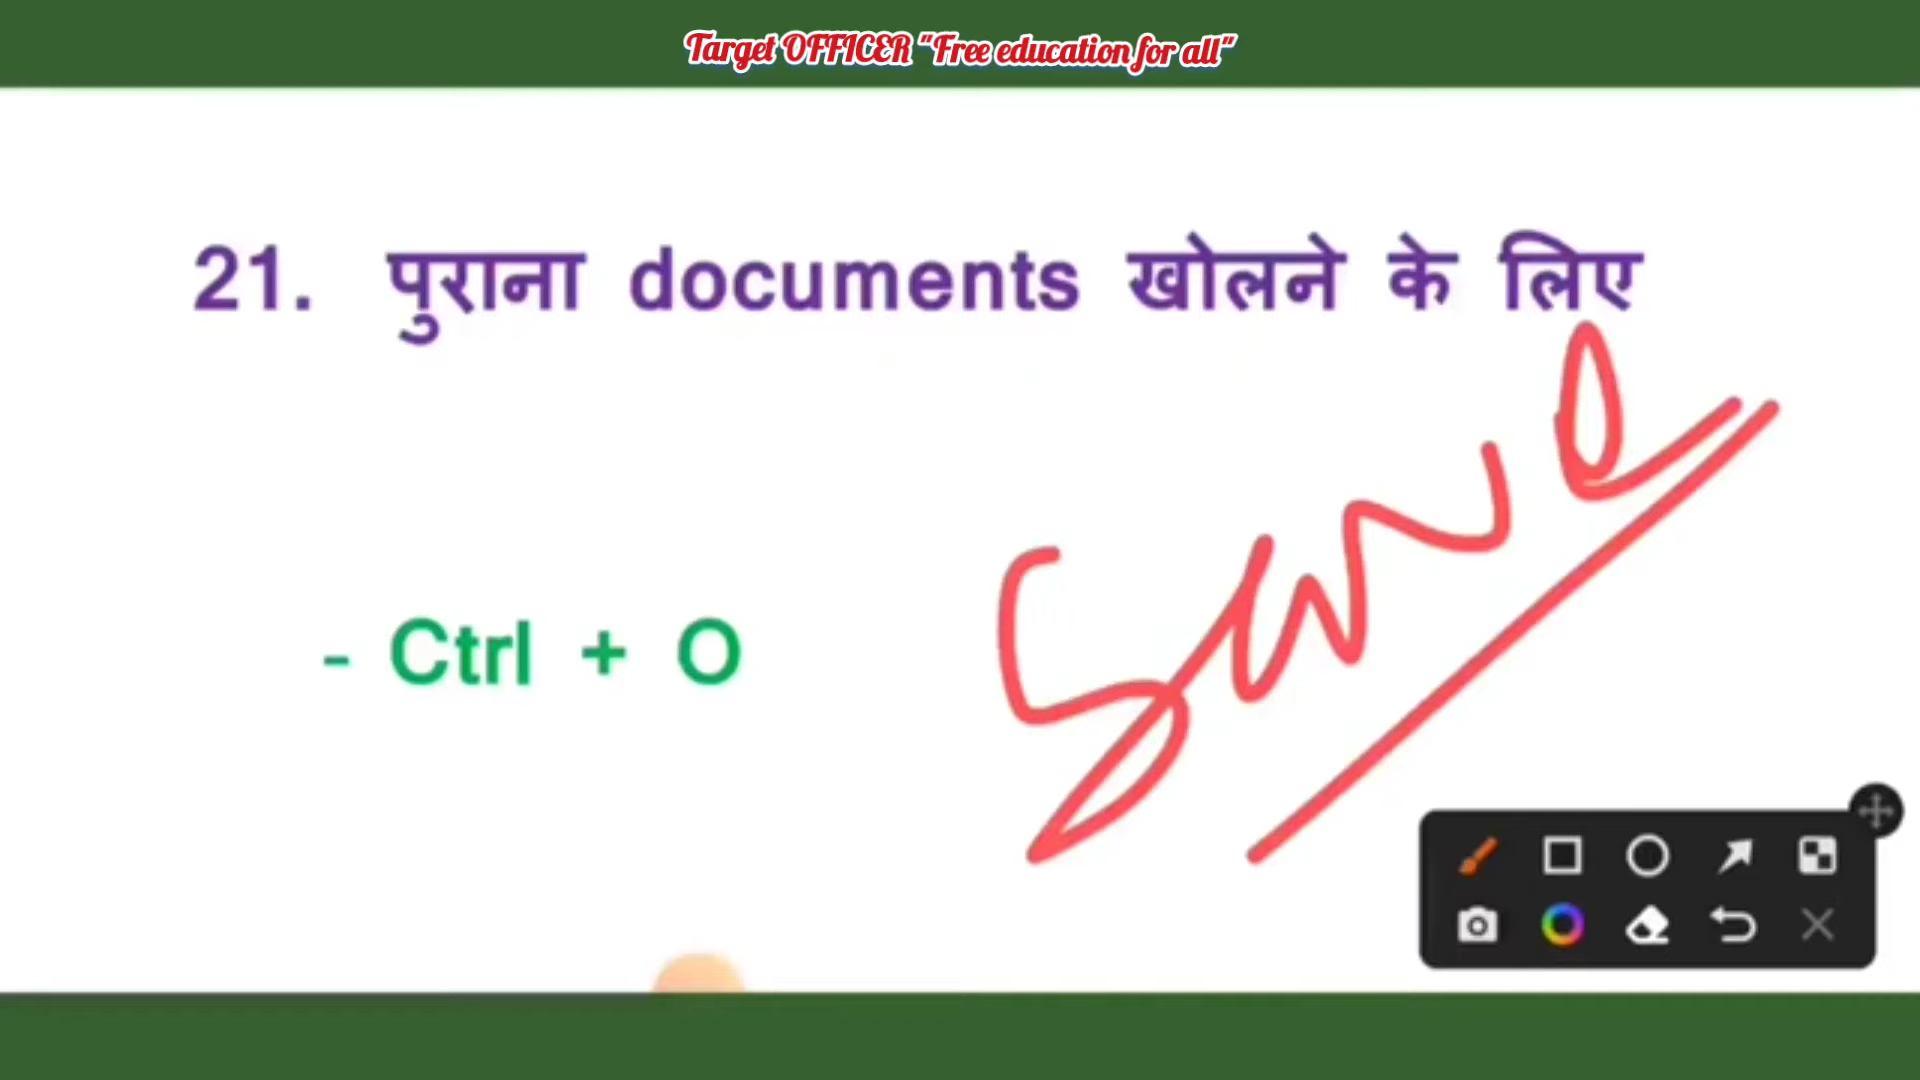 Target OFFICER "Free education for all"
21. पुराना documents खोलने के लिए
Save
- Ctrl + O